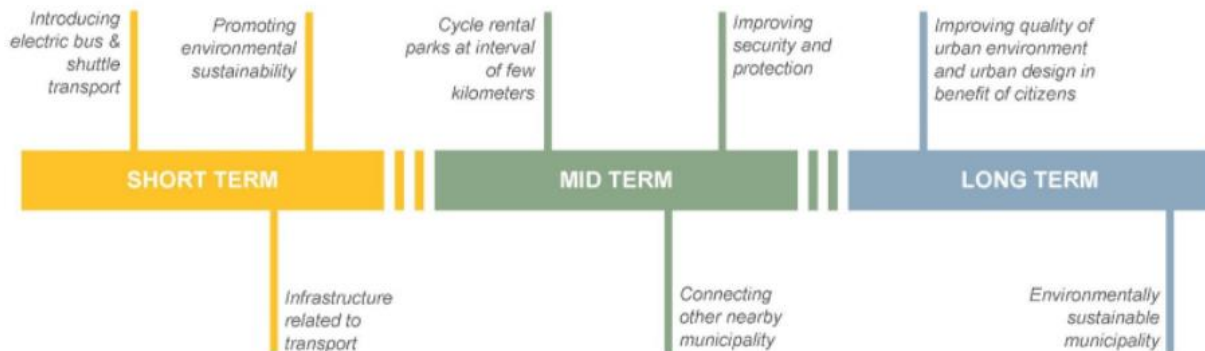 Introducing
electric bus &
shuttle
transport
Promoting
environmental
sustainability
Cycle rental
parks at interval
of few
kilometers
Improving
security and
protection
Improving quality of
urban environment
and urban design in
benefit of citizens
SHORT TERM
MID TERM
LONG TERM
Infrastructure
related to
transport
Connecting
other nearby
municipality
Environmentally
sustainable
municipality